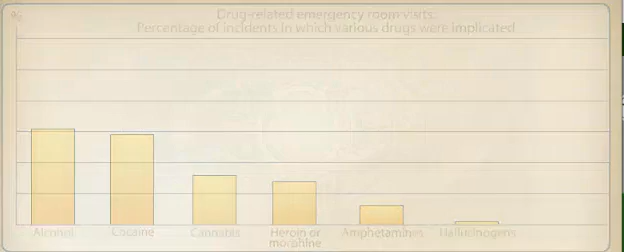 %
Drug-related emergency room visits:
Percentage of incidents in which various drugs were implicated
Alcohol
Cocaine
Cannabis
Heroin or
morphine
Amphetamines
Hallucinogens